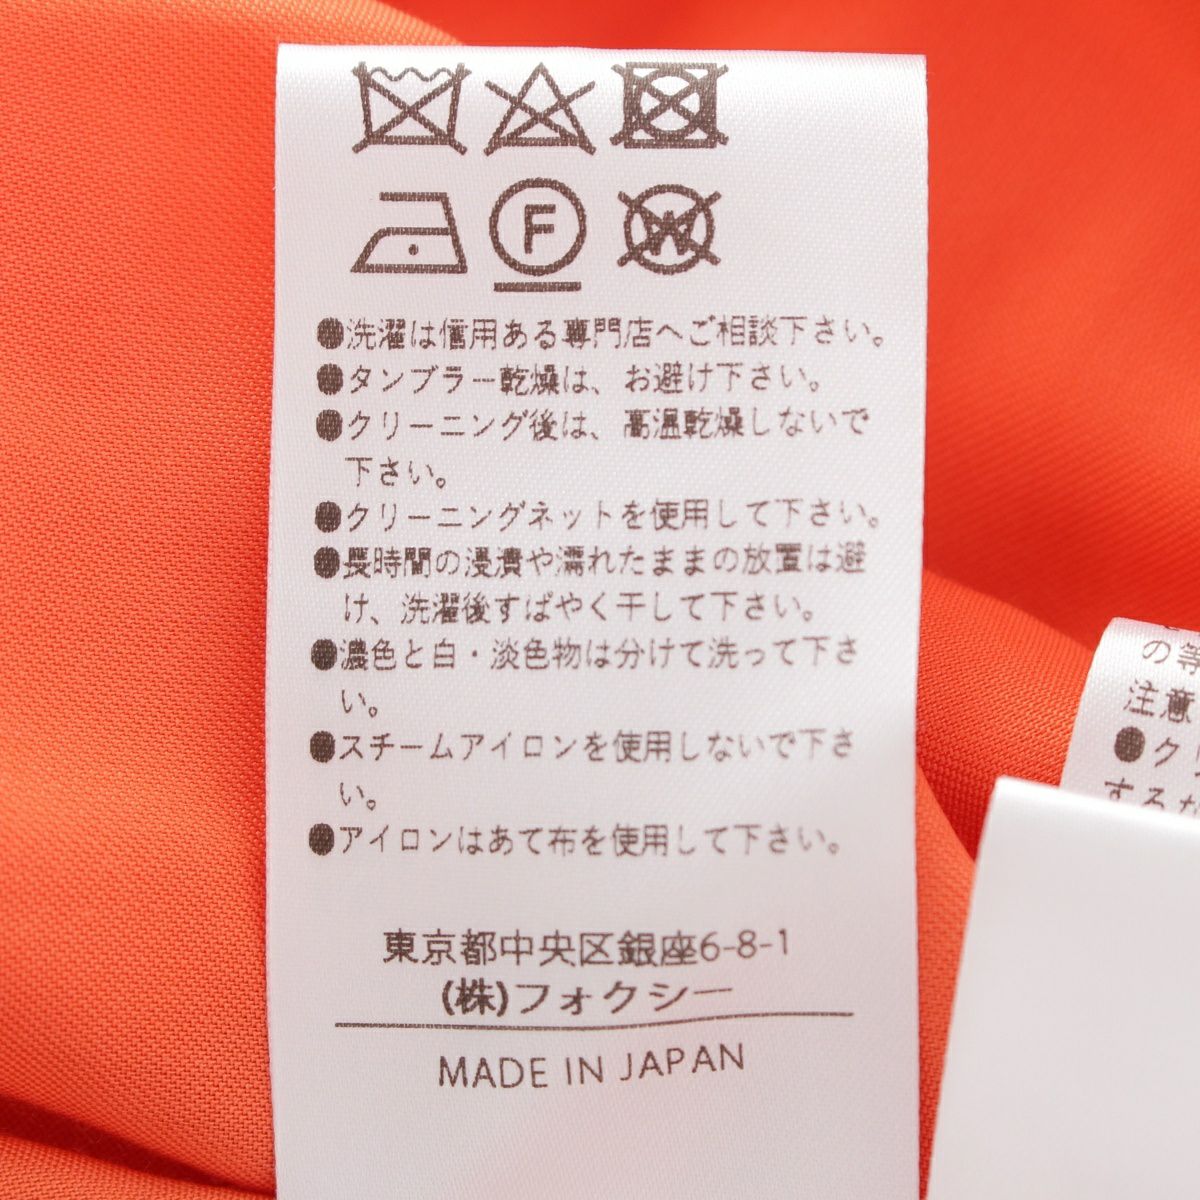 F W
●洗濯は信用ある専門店へご相談下さい。
●タンブラー乾燥は、お避け下さい。
●クリーニング後は、高温乾燥しないで
下さい。
●クリーニングネットを使用して下さい。
●長時間の浸漬や濡れたままの放置は避
け、洗濯後すばやく干して下さい。
●濃色と白・淡色物は分けて洗って下さ
い。
●スチームアイロンを使用しないで下さ
い。
●アイロンはあて布を使用して下さい。
東京都中央区銀座6-8-1
(株)フォクシー
MADE IN JAPAN
の等
注意
●ク
する